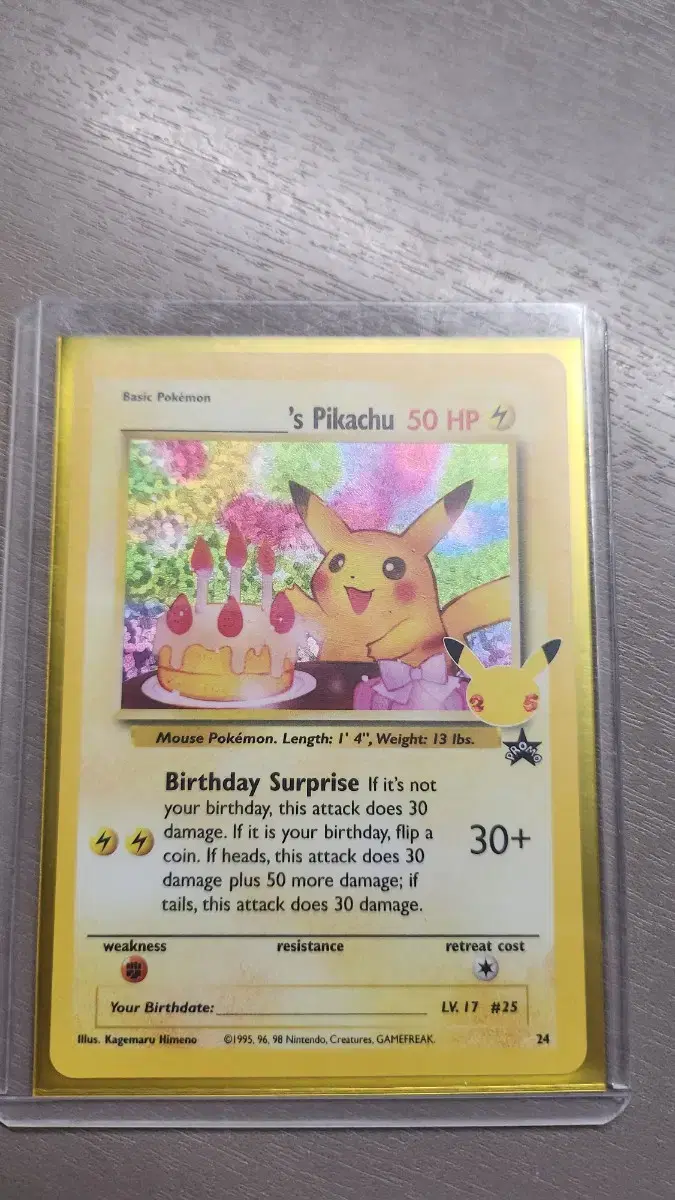 Basic Pokémon
____________'s Pikachu 50 HP
25
PROMO
Mouse Pokémon. Length: 1' 4", Weight: 13 lbs.
Birthday Surprise If it's not
your birthday, this attack does 30
damage. If it is your birthday, flip a
coin. If heads, this attack does 30
damage plus 50 more damage; if
tails, this attack does 30 damage.
30+
weakness resistance retreat cost
Your Birthdate:____________ LV. 17 #25
Illus. Kagemaru Himeno ©1995, 96, 98 Nintendo, Creatures, GAMEFREAK. 24